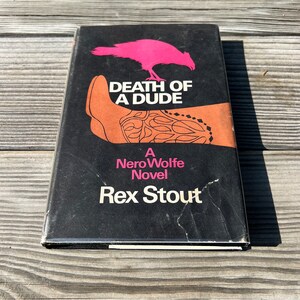 DEATH OF
A DUDE
A
Nero Wolfe
Novel
Rex Stout